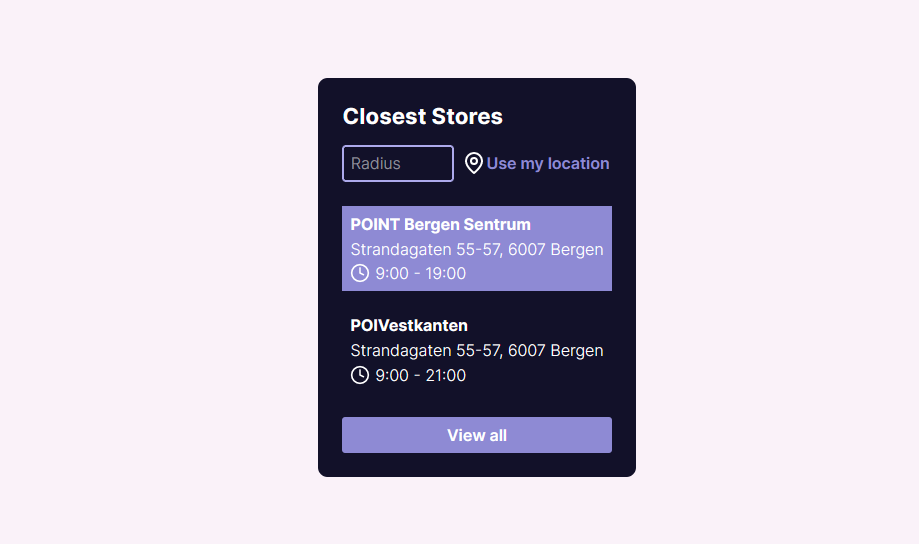 Closest Stores
Radius
Use my location
POINT Bergen Sentrum
Strandagaten 55-57, 6007 Bergen
9:00 - 19:00
POIVestkanten
Strandagaten 55-57, 6007 Bergen
9:00 - 21:00
View all